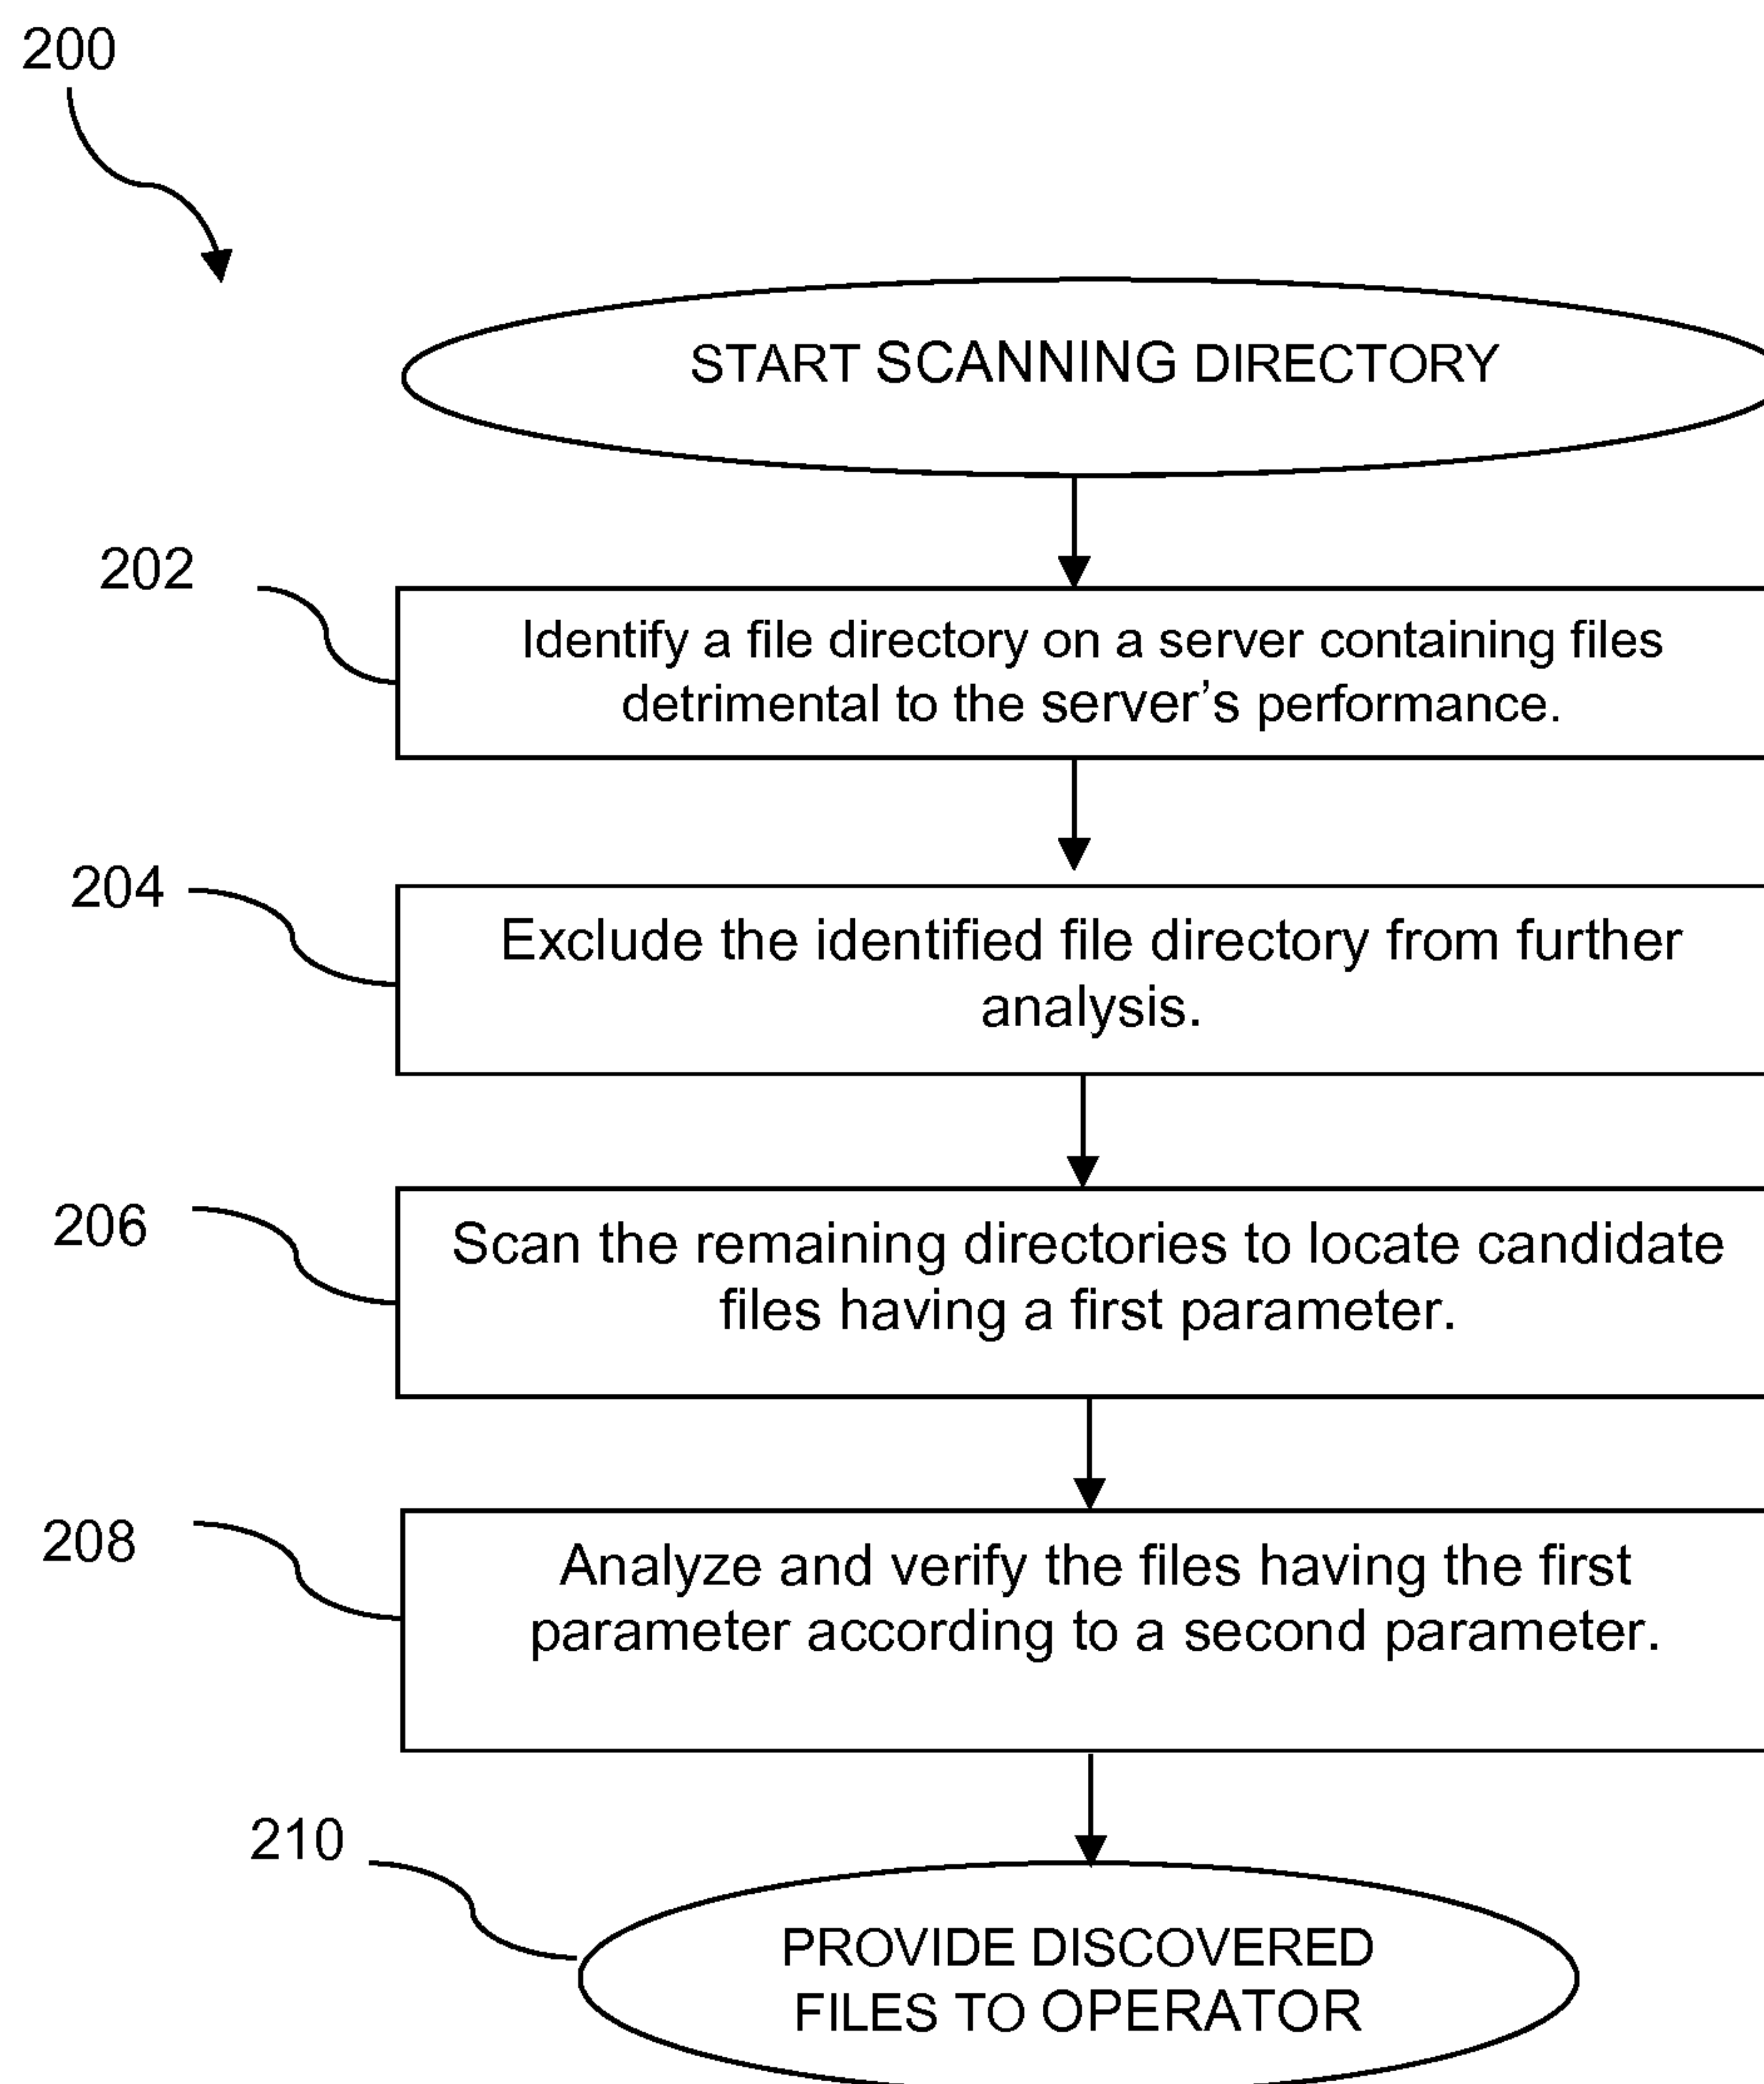 200
START SCANNING DIRECTORY
202
Identify a file directory on a server containing files
detrimental to the server’s performance.
204
Exclude the identified file directory from further
analysis.
206
Scan the remaining directories to locate candidate
files having a first parameter.
208
Analyze and verify the files having the first
parameter according to a second parameter.
210
PROVIDE DISCOVERED
FILES TO OPERATOR